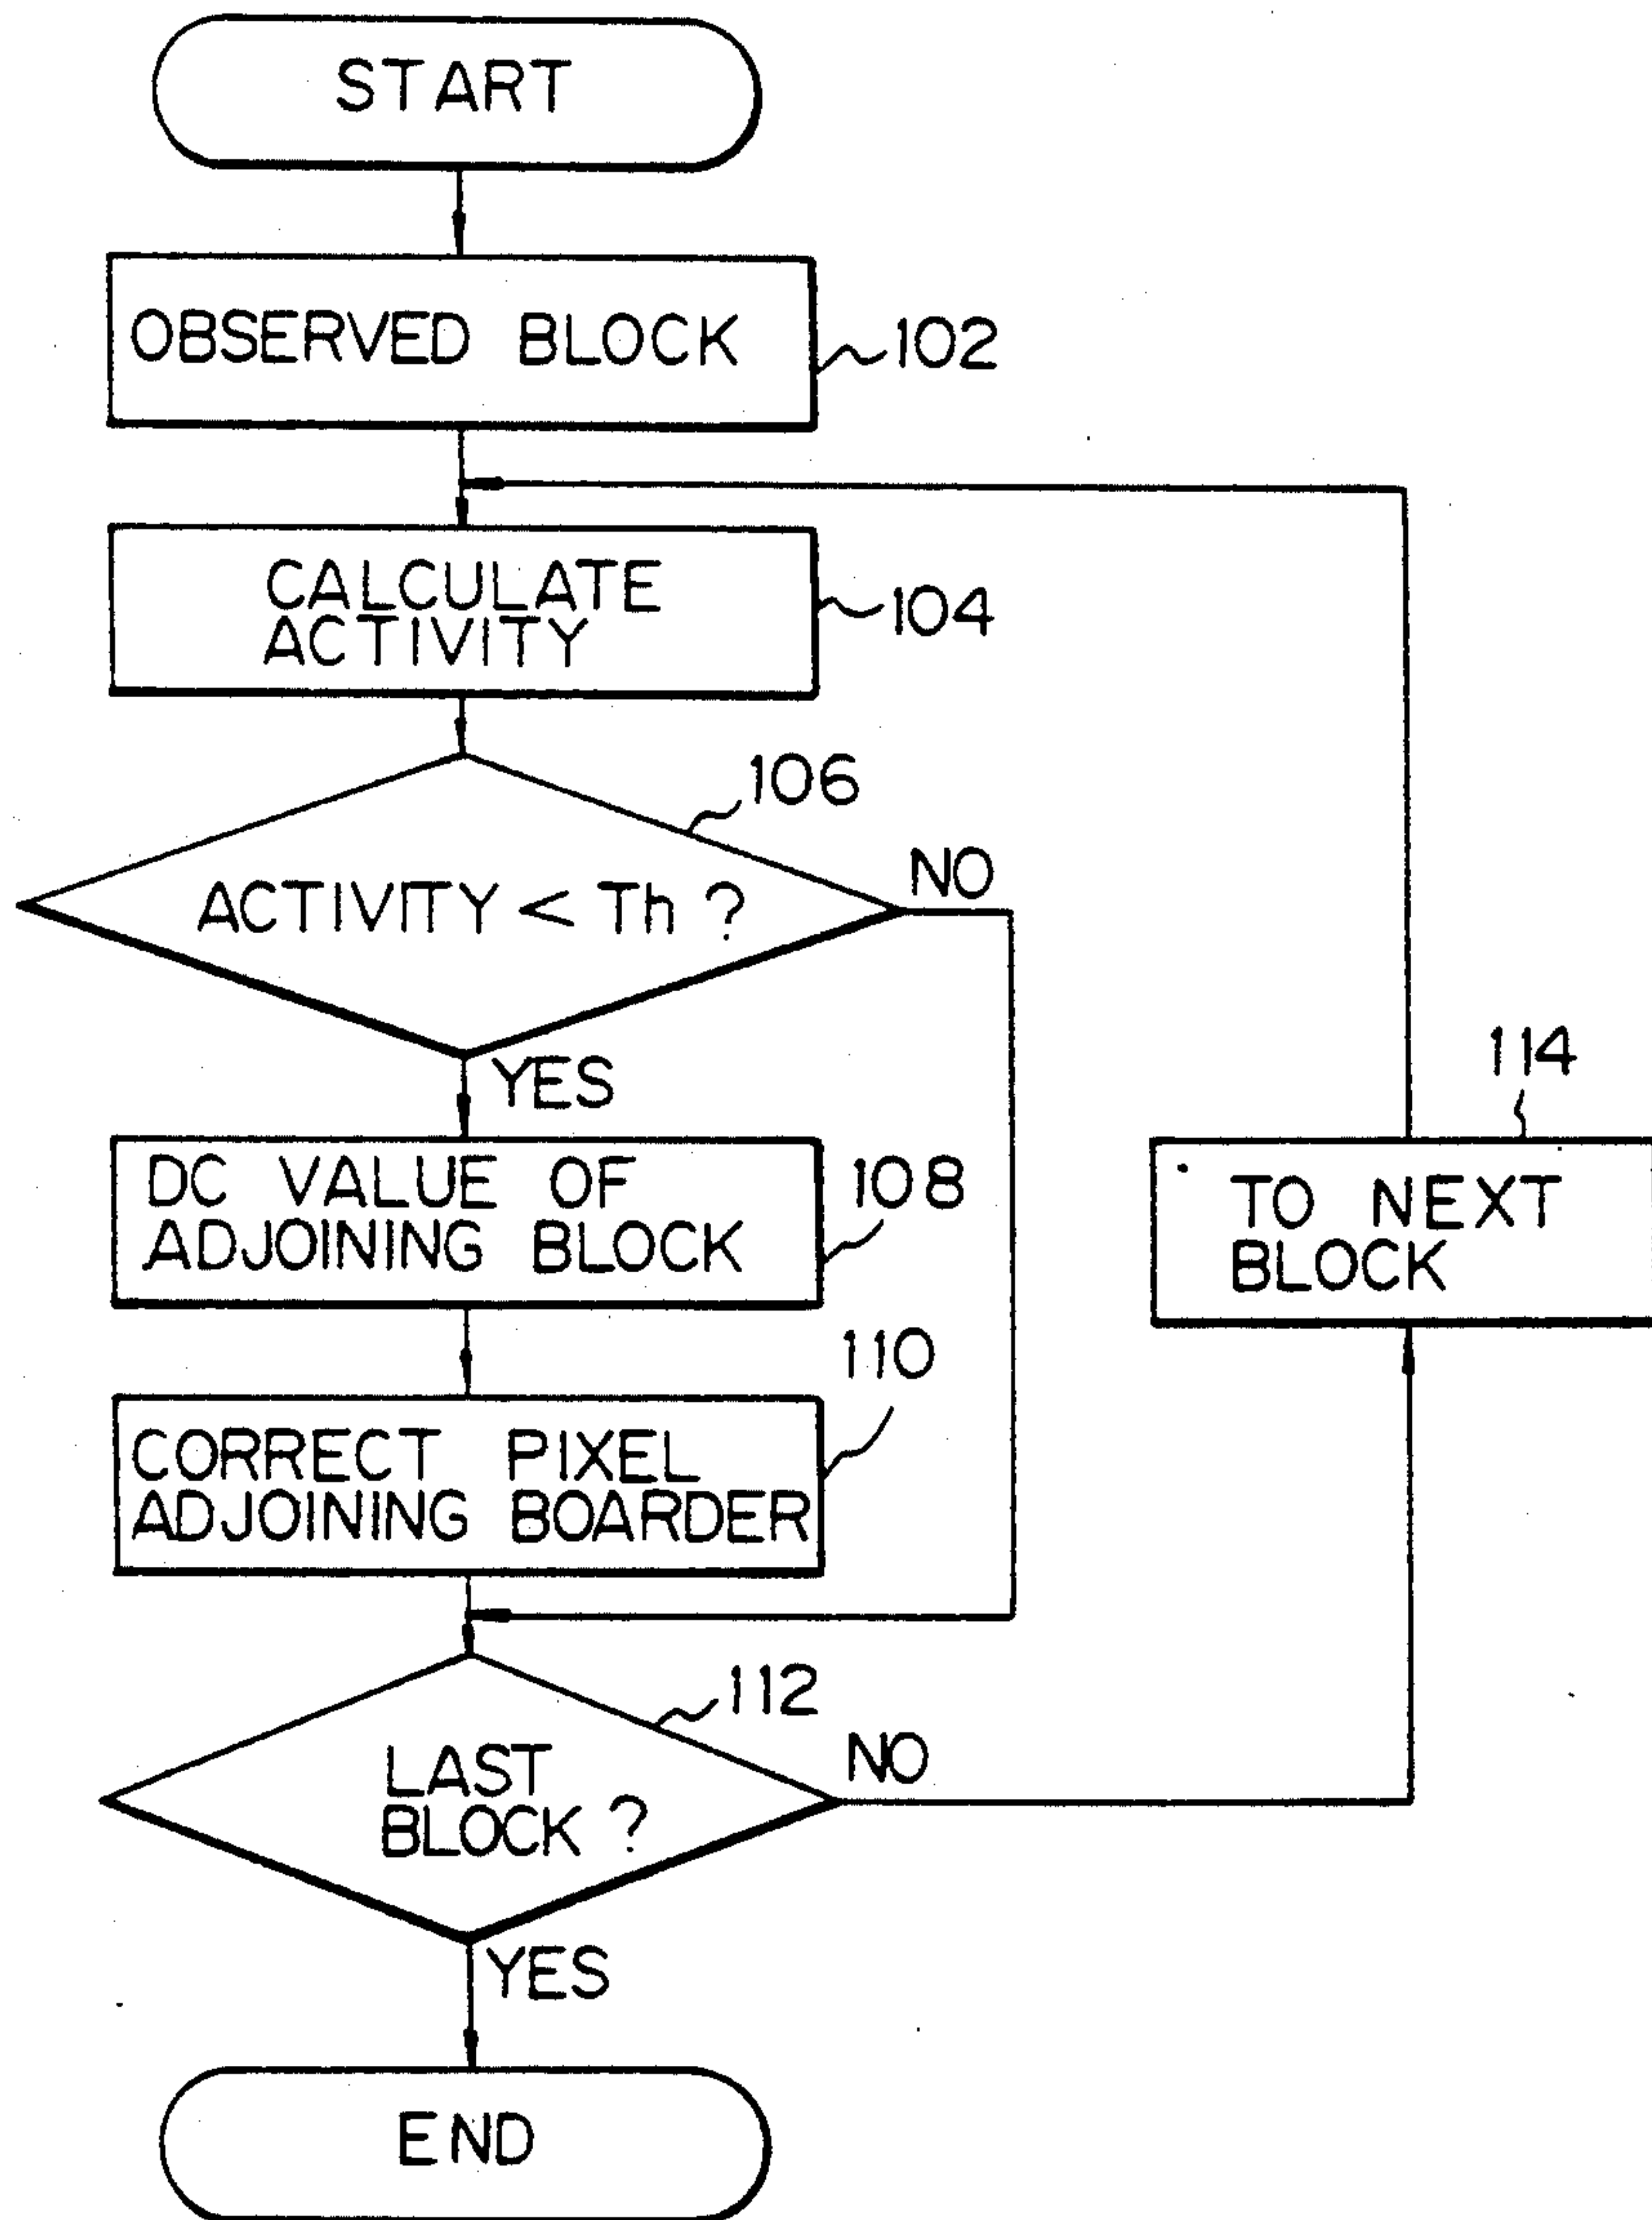 START
OBSERVED BLOCK
102
CALCULATE
ACTIVITY
104
106
ACTIVITY < Th ?
NO
YES
DC VALUE OF
ADJOINING BLOCK
108
114
TO NEXT
BLOCK
110
CORRECT PIXEL
ADJOINING BOARDER
112
LAST
BLOCK ?
NO
YES
END